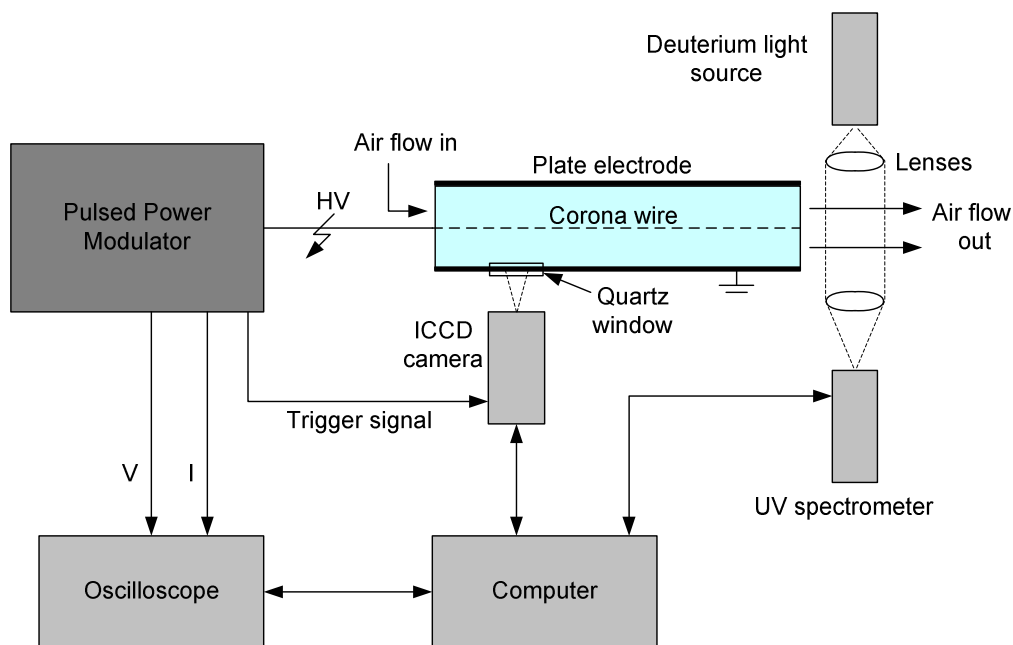 Deuterium light
source
Air flow in
Plate electrode
Lenses
Pulsed Power
Modulator
HV
Corona wire
Air flow
out
Quartz
window
ICCD
camera
Trigger signal
V
I
UV spectrometer
Oscilloscope
Computer